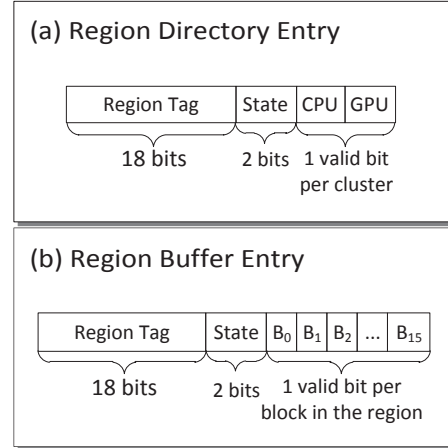 (a) Region Directory Entry
Region Tag State CPU GPU
18 bits 2 bits 1 valid bit
per cluster
(b) Region Buffer Entry
Region Tag State B₀ B₁ B₂ ... B₁₅
18 bits 2 bits 1 valid bit per
block in the region